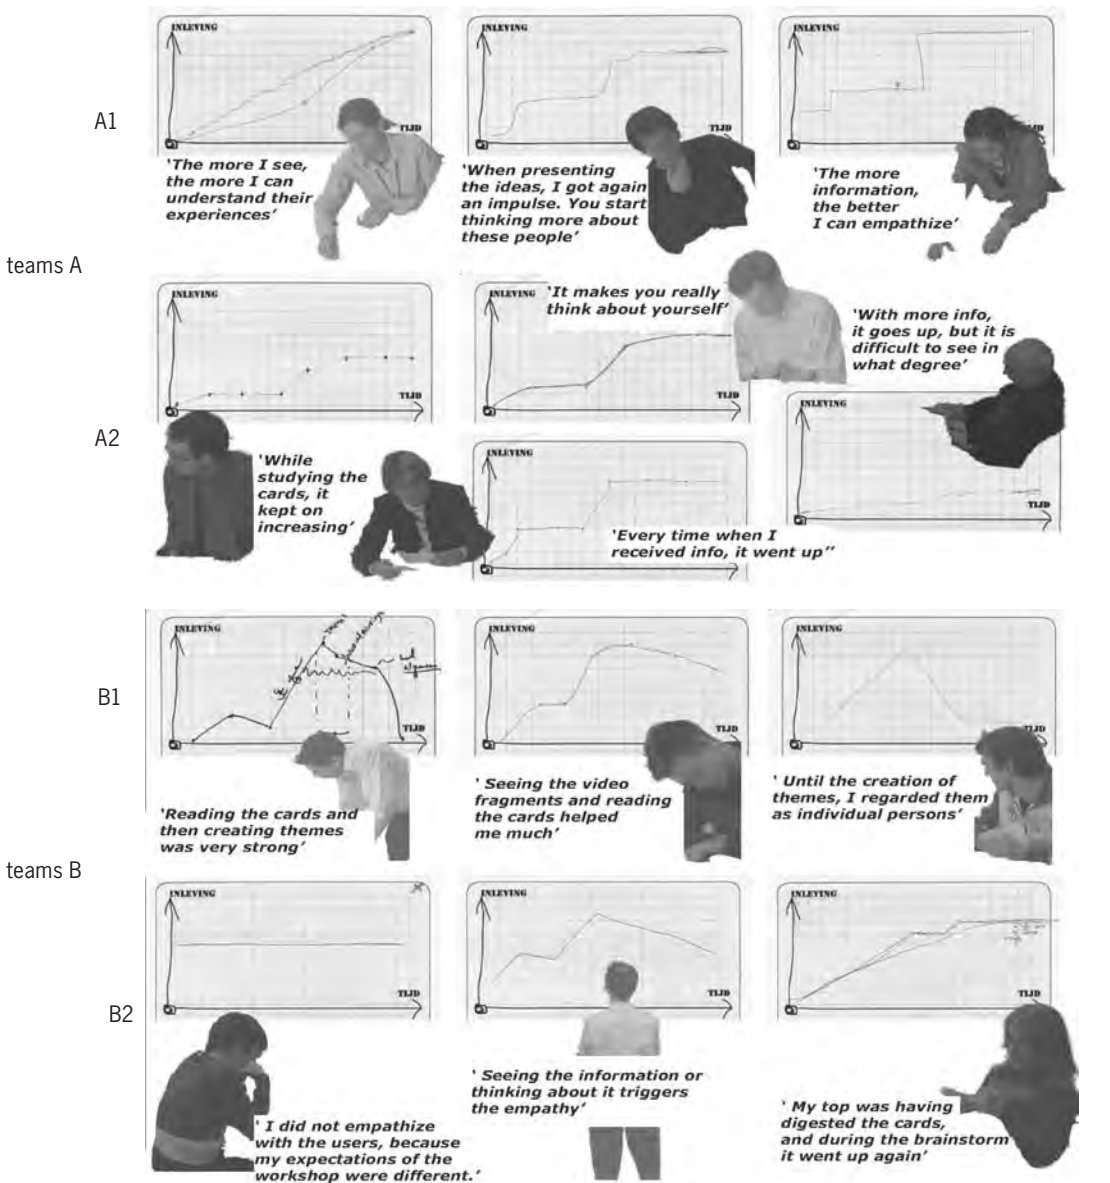 INLEVING
TIJD
INLEVING
TIJD
INLEVING
TIJD
A1
'The more I see,
the more I can
understand their
experiences'
'When presenting
the ideas, I got again
an impulse. You start
thinking more about
these people'
'The more
information,
the better
I can empathize'
teams A
INLEVING
TIJD
INLEVING
'It makes you really
think about yourself'
'With more info,
it goes up, but it is
difficult to see in
what degree'
INLEVING
A2
'While
studying the
cards, it
kept on
increasing'
INLEVING
'Every time when I
received info, it went up''
INLEVING
TIJD
INLEVING
TIJD
INLEVING
TIJD
B1
'Reading the cards and
then creating themes
was very strong'
' Seeing the video
fragments and reading
the cards helped
me much'
' Until the creation of
themes, I regarded them
as individual persons'
teams B
INLEVING
TIJD
INLEVING
TIJD
INLEVING
TIJD
B2
' I did not empathize
with the users, because
my expectations of the
workshop were different.'
' Seeing the information or
thinking about it triggers
the empathy'
' My top was having
digested the cards,
and during the brainstorm
it went up again'